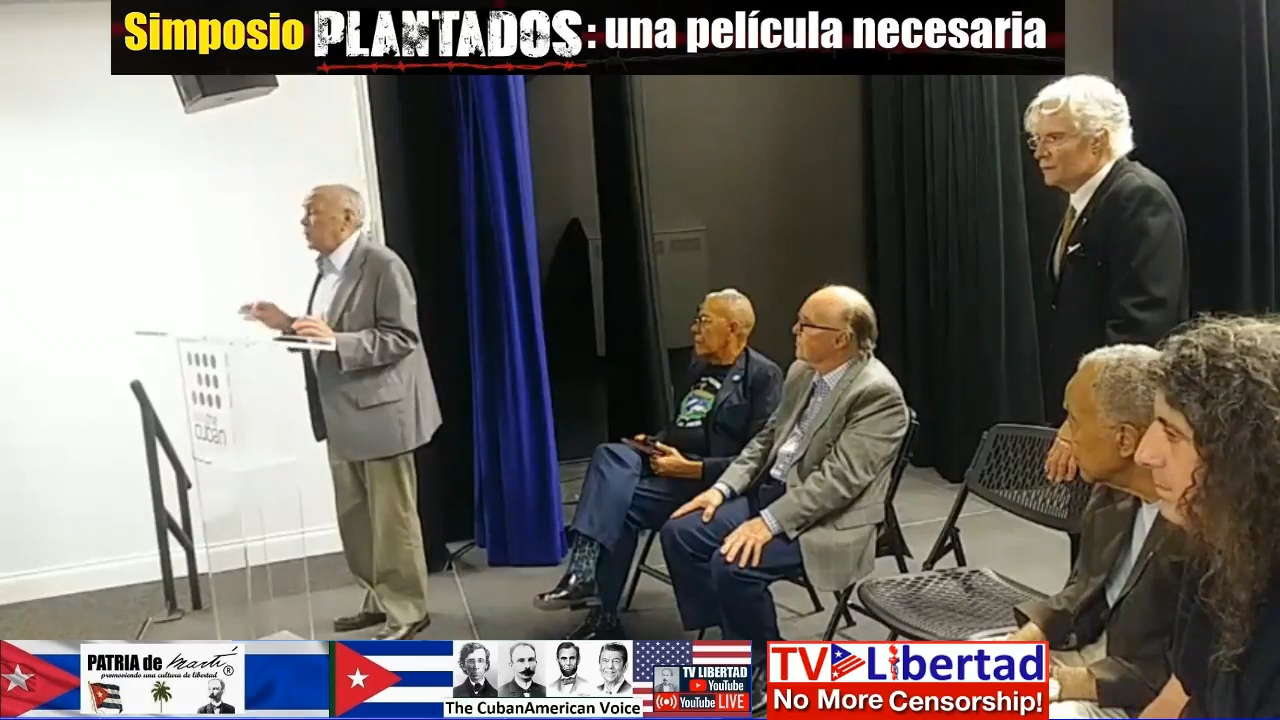 Simposio PLANTADOS: una película necesaria
cuban
PATRIA de Martí®
promoviendo una cultura de libertad
The CubanAmerican Voice
TV LIBERTAD
YouTube
YouTube LIVE
TV Libertad
No More Censorship!